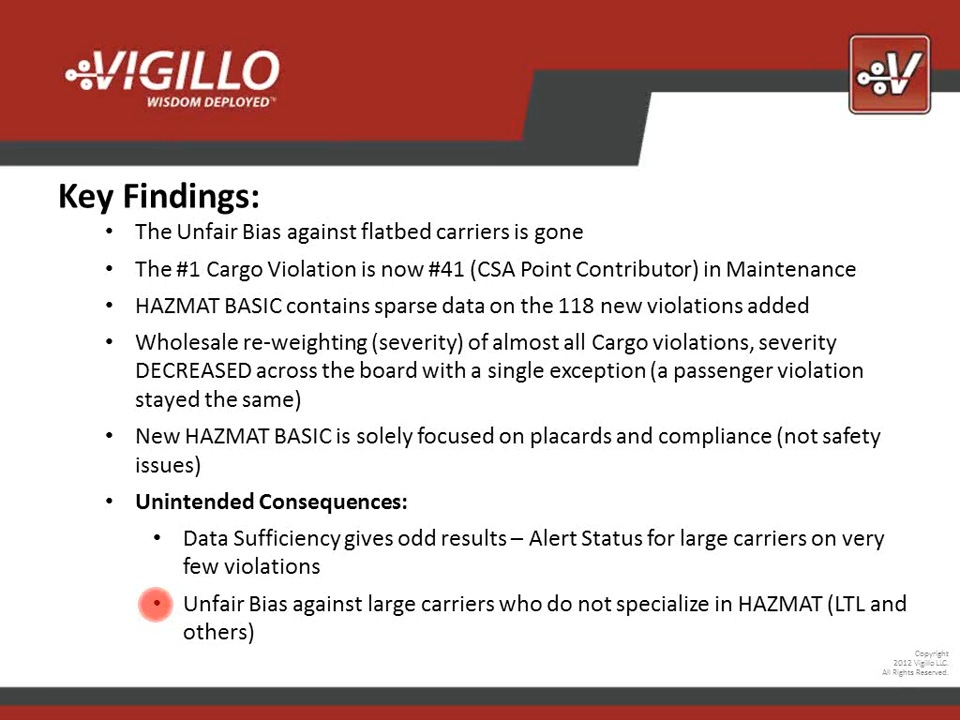 VIGILLO
WISDOM DEPLOYED™
V
Key Findings:
• The Unfair Bias against flatbed carriers is gone
• The #1 Cargo Violation is now #41 (CSA Point Contributor) in Maintenance
• HAZMAT BASIC contains sparse data on the 118 new violations added
• Wholesale re-weighting (severity) of almost all Cargo violations, severity
DECREASED across the board with a single exception (a passenger violation
stayed the same)
• New HAZMAT BASIC is solely focused on placards and compliance (not safety
issues)
• Unintended Consequences:
• Data Sufficiency gives odd results – Alert Status for large carriers on very
few violations
• Unfair Bias against large carriers who do not specialize in HAZMAT (LTL and
others)
Copyright
2012 Vigillo LLC.
All Rights Reserved.